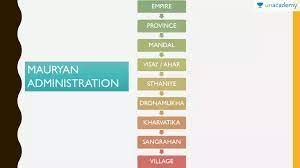 unacademy
EMPIRE
PROVINCE
MANDAL
VISAY / AHAR
MAURYAN
ADMINISTRATION
STHANIYE
DRONAMUKHA
KHARVATIKA
SANGRAHAN
VILLAGE